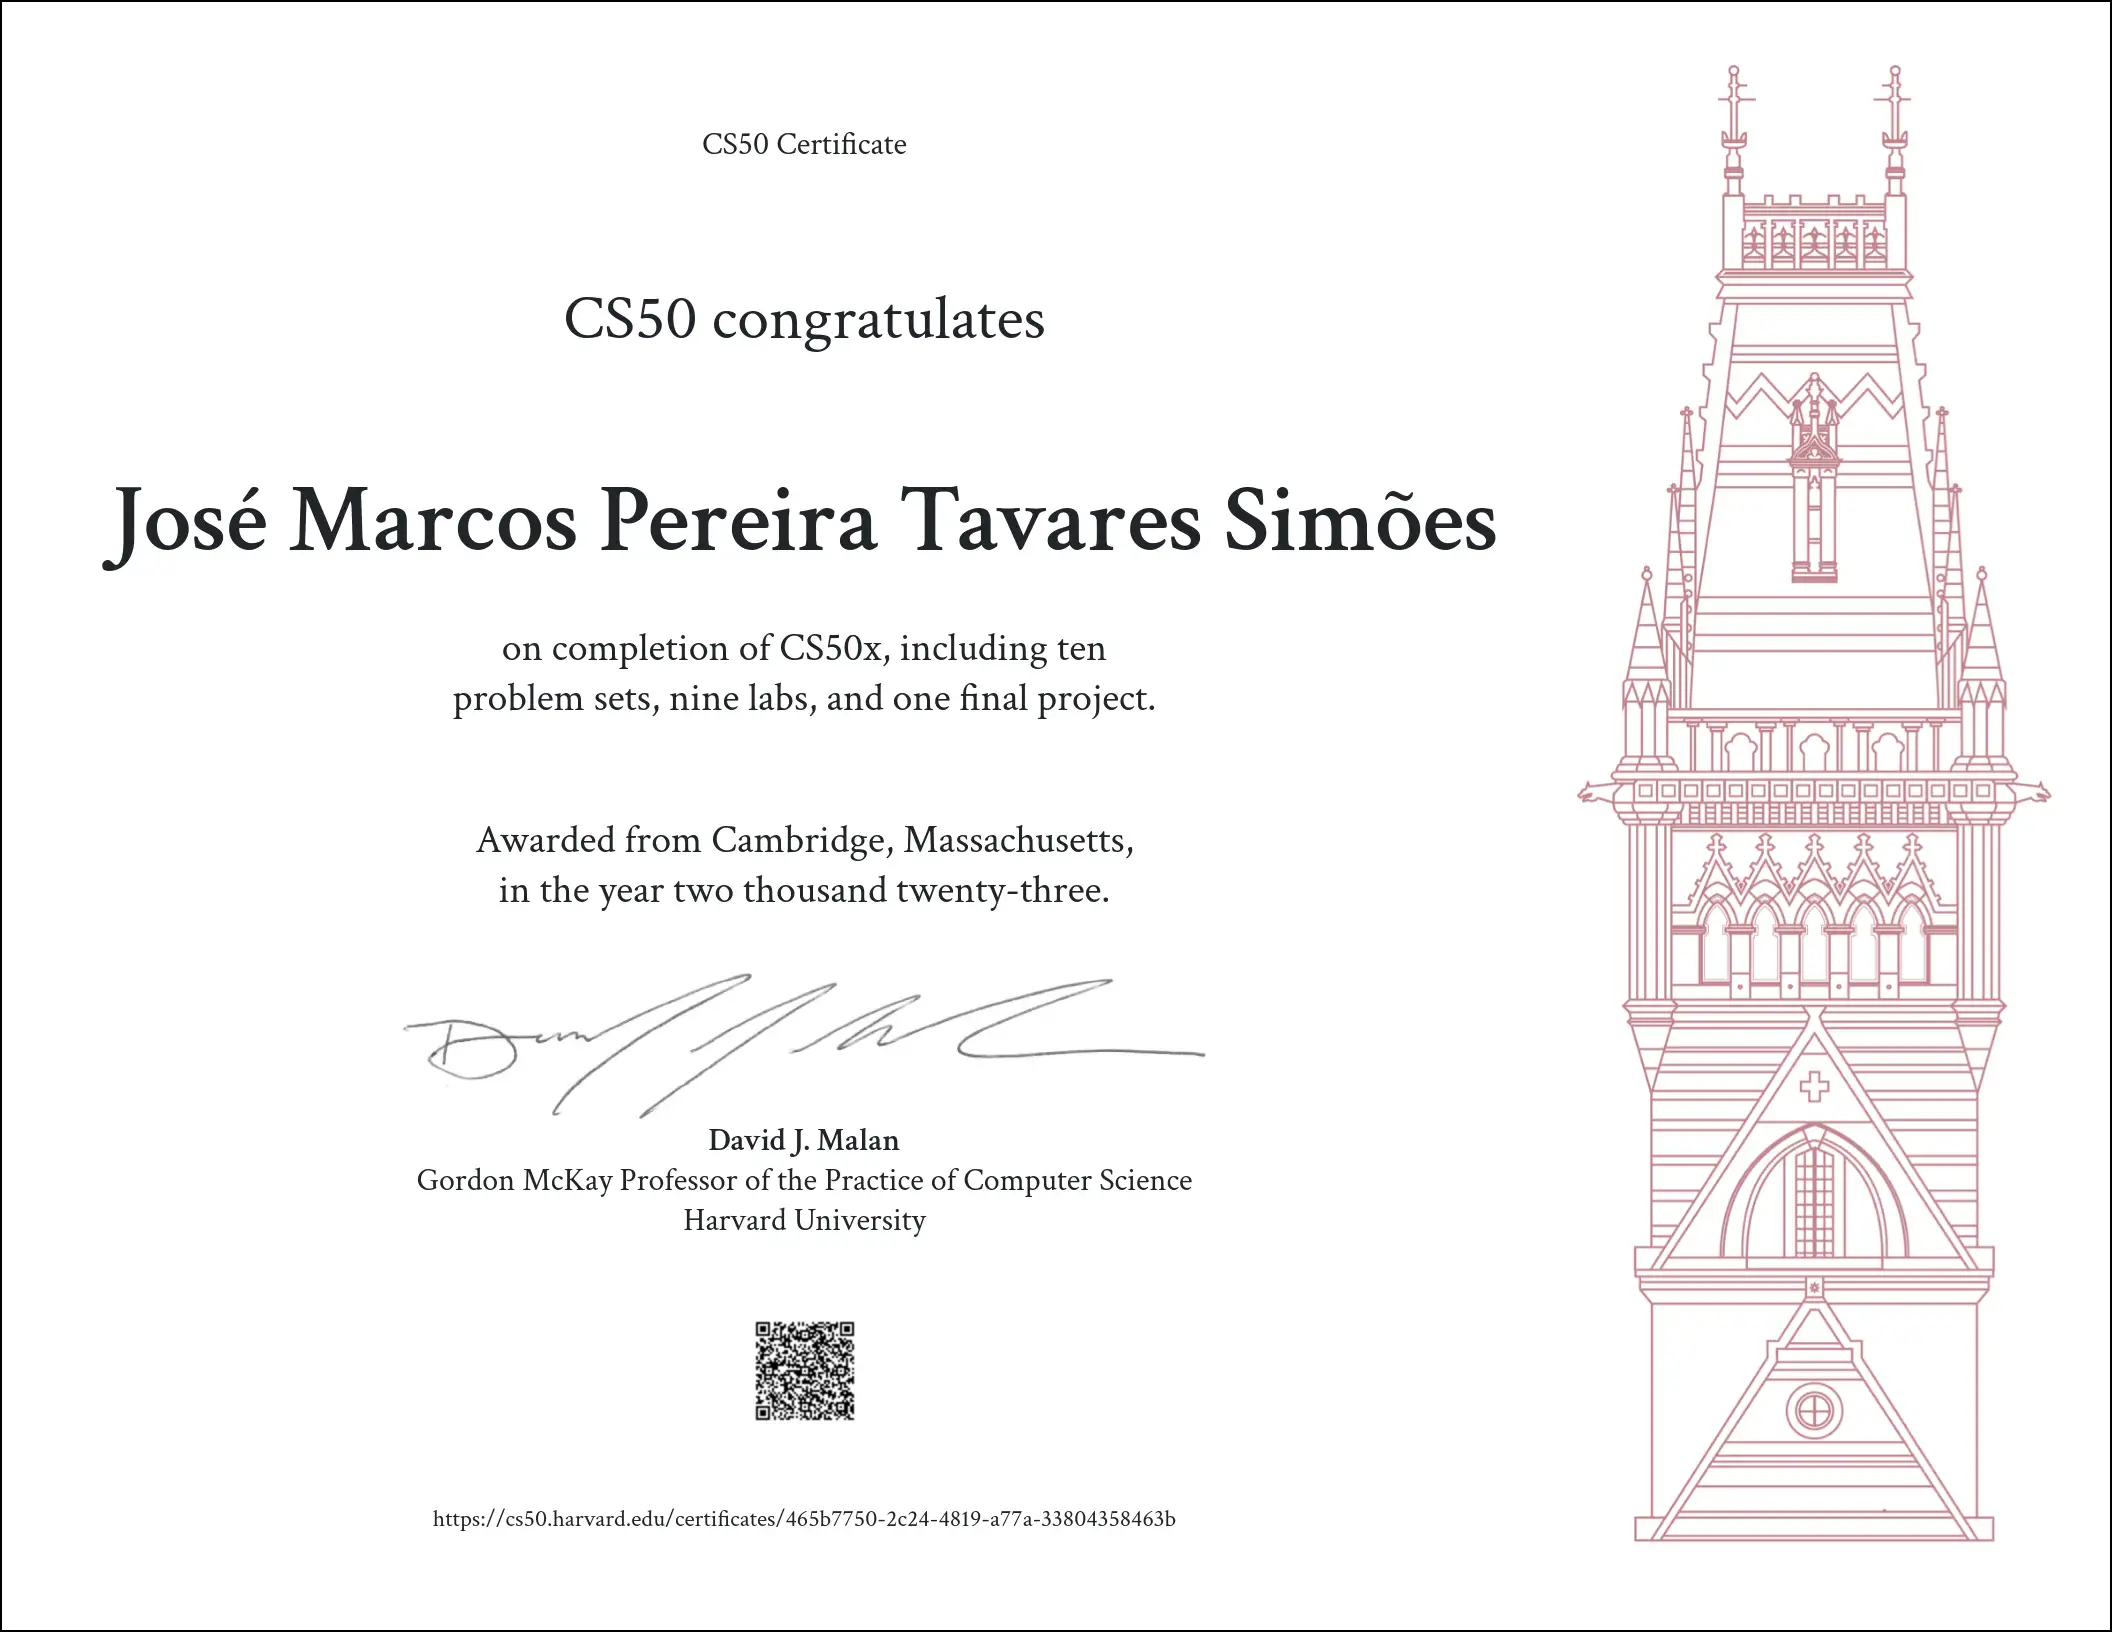 CS50 Certificate
CS50 congratulates
José Marcos Pereira Tavares Simões
on completion of CS50x, including ten
problem sets, nine labs, and one final project.
Awarded from Cambridge, Massachusetts,
in the year two thousand twenty-three.
David J. Malan
Gordon McKay Professor of the Practice of Computer Science
Harvard University
https://cs50.harvard.edu/certificates/465b7750-2c24-4819-a77a-33804358463b